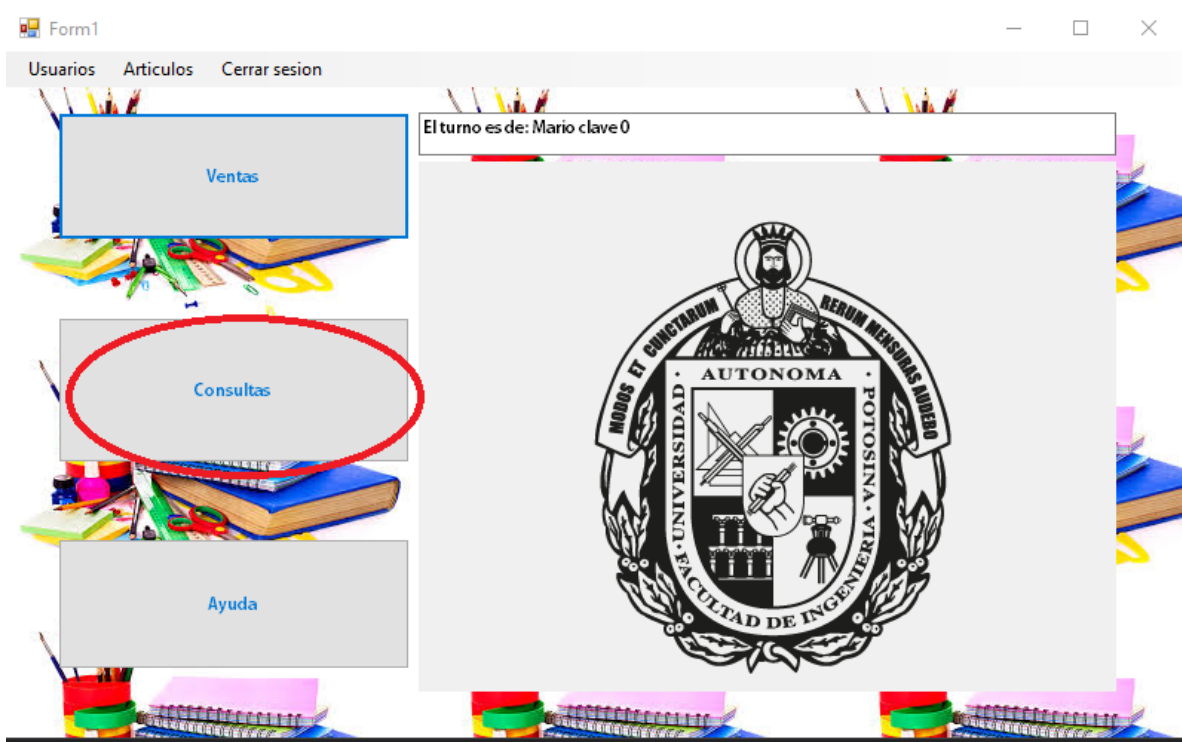 Form1
Usuarios Articulos Cerrar sesion
El turno es de: Mario clave 0
Ventas
Consultas
Ayuda
MODOS ET CUNCTARUM RERUM MENSURAS AUDEBO
· UNIVERSIDAD · AUTONOMA · POTOSINA ·
FACULTAD DE INGENIERIA